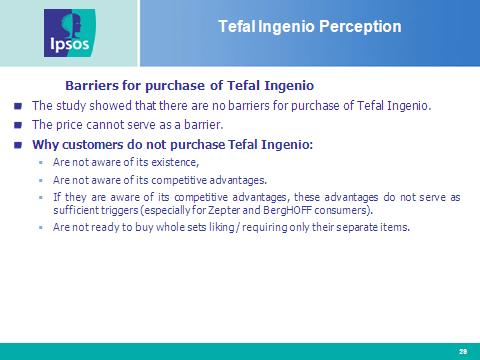 Ipsos
Tefal Ingenio Perception
Barriers for purchase of Tefal Ingenio
The study showed that there are no barriers for purchase of Tefal Ingenio.
The price cannot serve as a barrier.
Why customers do not purchase Tefal Ingenio:
Are not aware of its existence,
Are not aware of its competitive advantages.
If they are aware of its competitive advantages, these advantages do not serve as
sufficient triggers (especially for Zepter and BergHOFF consumers).
Are not ready to buy whole sets liking/ requiring only their separate items.
29